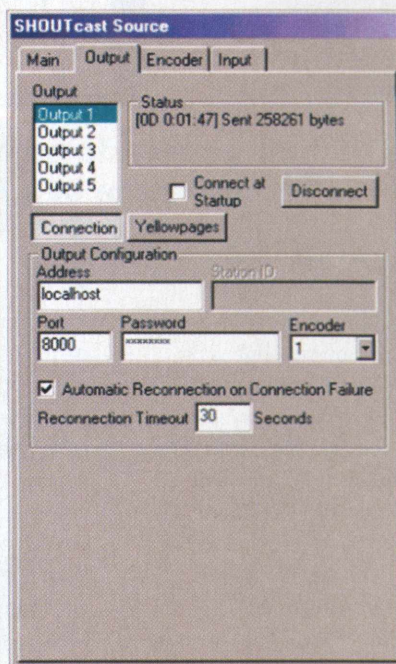 SHOUTcast Source
Main Output Encoder Input
Output
Output 1
Output 2
Output 3
Output 4
Output 5
Status
[0D 0:01:47] Sent 258261 bytes
Connect at
Startup
Disconnect
Connection Yellowpages
Output Configuration
Address Station ID
localhost
Port Password Encoder
8000 ******** 1
Automatic Reconnection on Connection Failure
Reconnection Timeout 30 Seconds